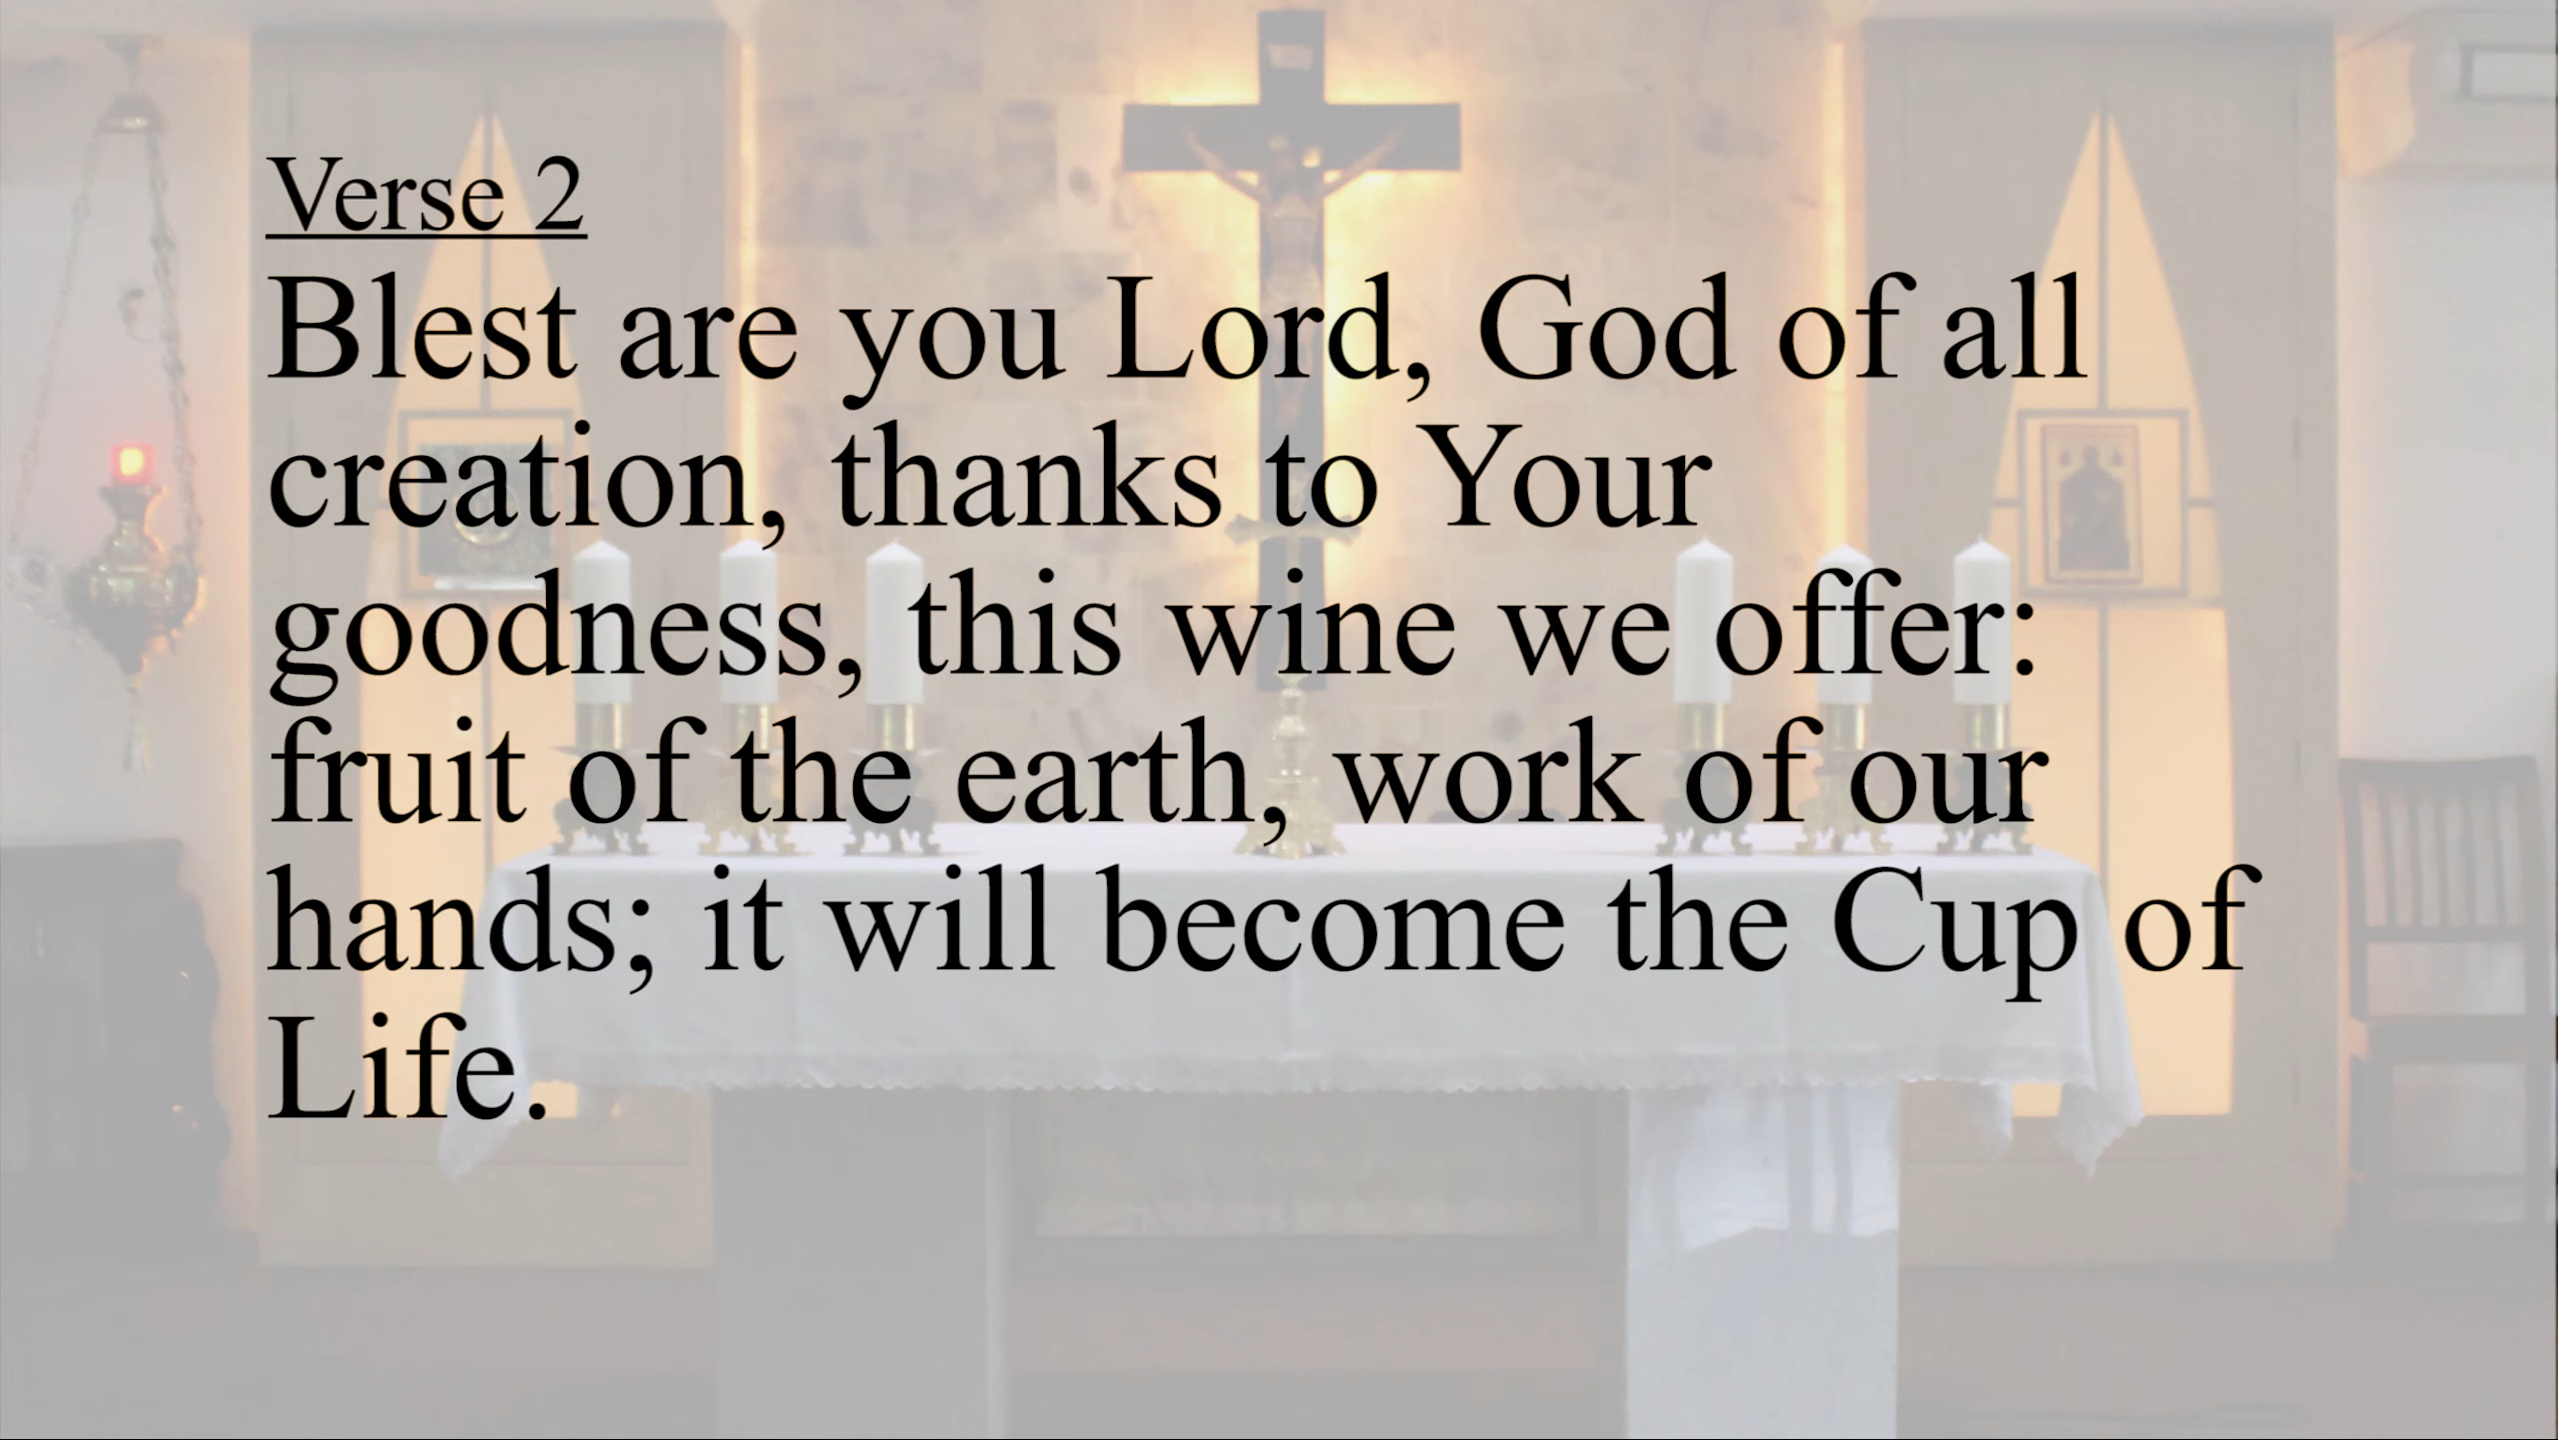 Verse 2
Blest are you Lord, God of all
creation, thanks to Your
goodness, this wine we offer:
fruit of the earth, work of our
hands; it will become the Cup of
Life.